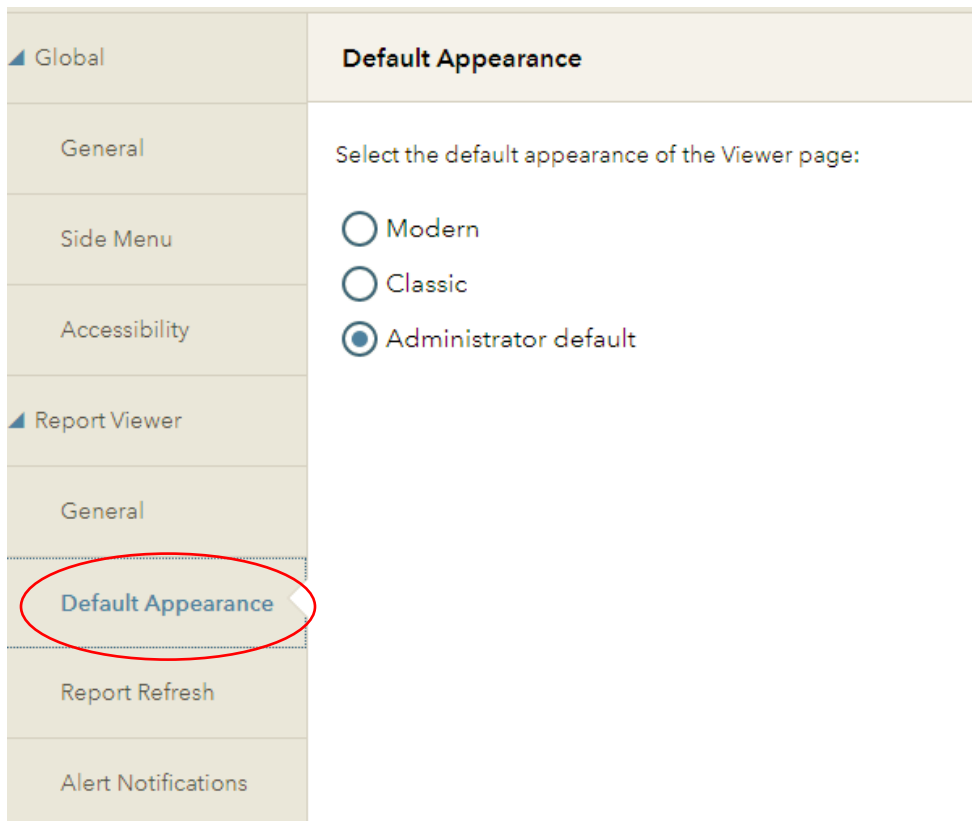 Global
General
Side Menu
Accessibility
Report Viewer
General
Default Appearance
Report Refresh
Alert Notifications
Default Appearance
Select the default appearance of the Viewer page:
Modern
Classic
Administrator default